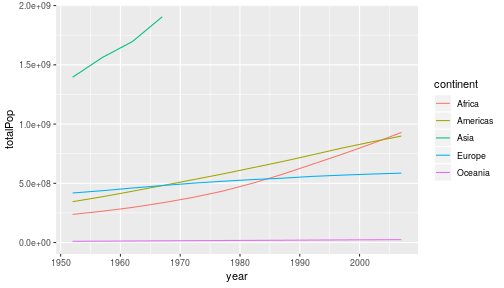 2.0e+09
1.5e+09
1.0e+09
5.0e+08
0.0e+00
totalPop
1950
1960
1970
1980
1990
2000
year
continent
Africa
Americas
Asia
Europe
Oceania